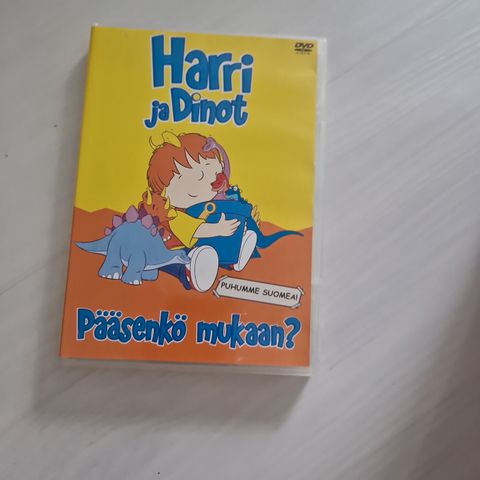 DVD
Harri
ja Dinot
PUHUMME SUOMEA!
Pääsenkö mukaan?